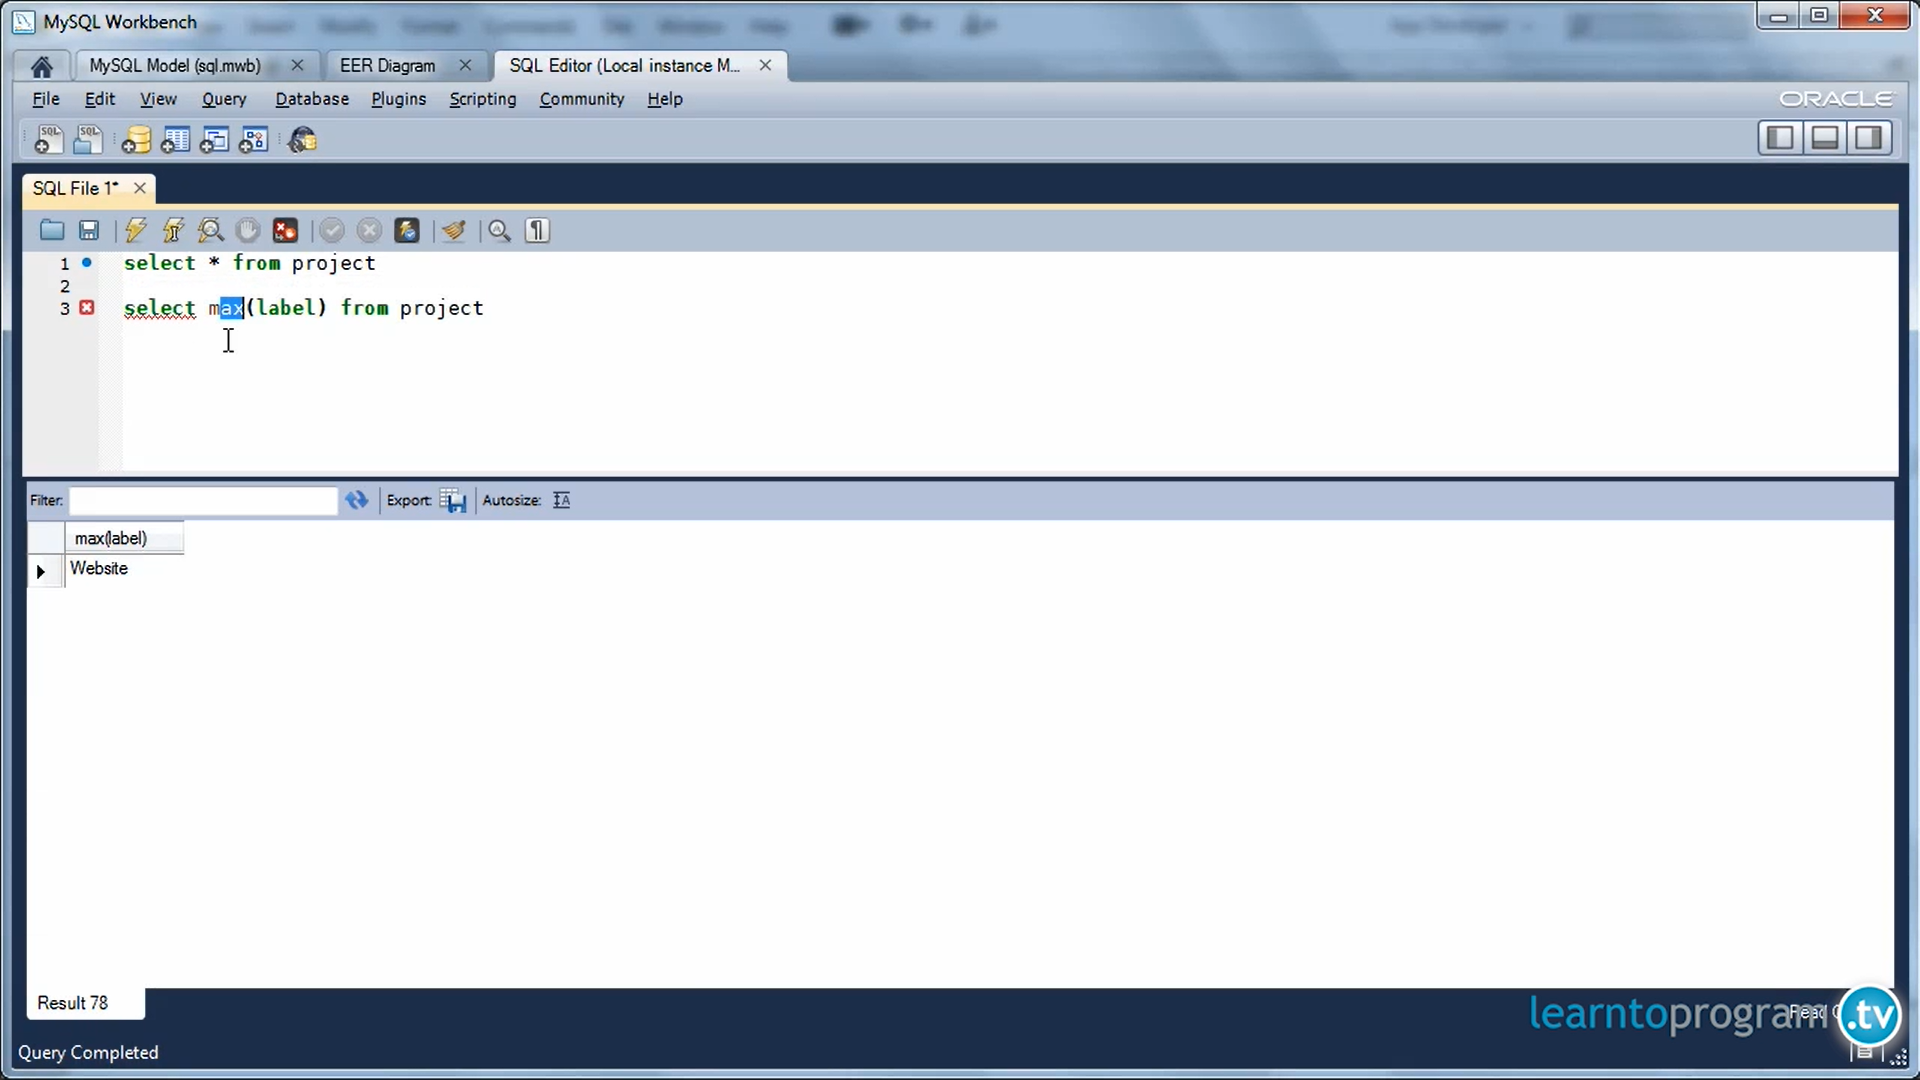 MySQL Workbench
MySQL Model (sql.mwb)
EER Diagram
SQL Editor (Local instance M...
File Edit View Query Database Plugins Scripting Community Help
ORACLE
SQL SQL
SQL File 1*
1 select * from project
2
3 select max(label) from project
Filter:
Export:
Autosize:
max(label)
Website
Result 78
learntoprogram .tv
Query Completed